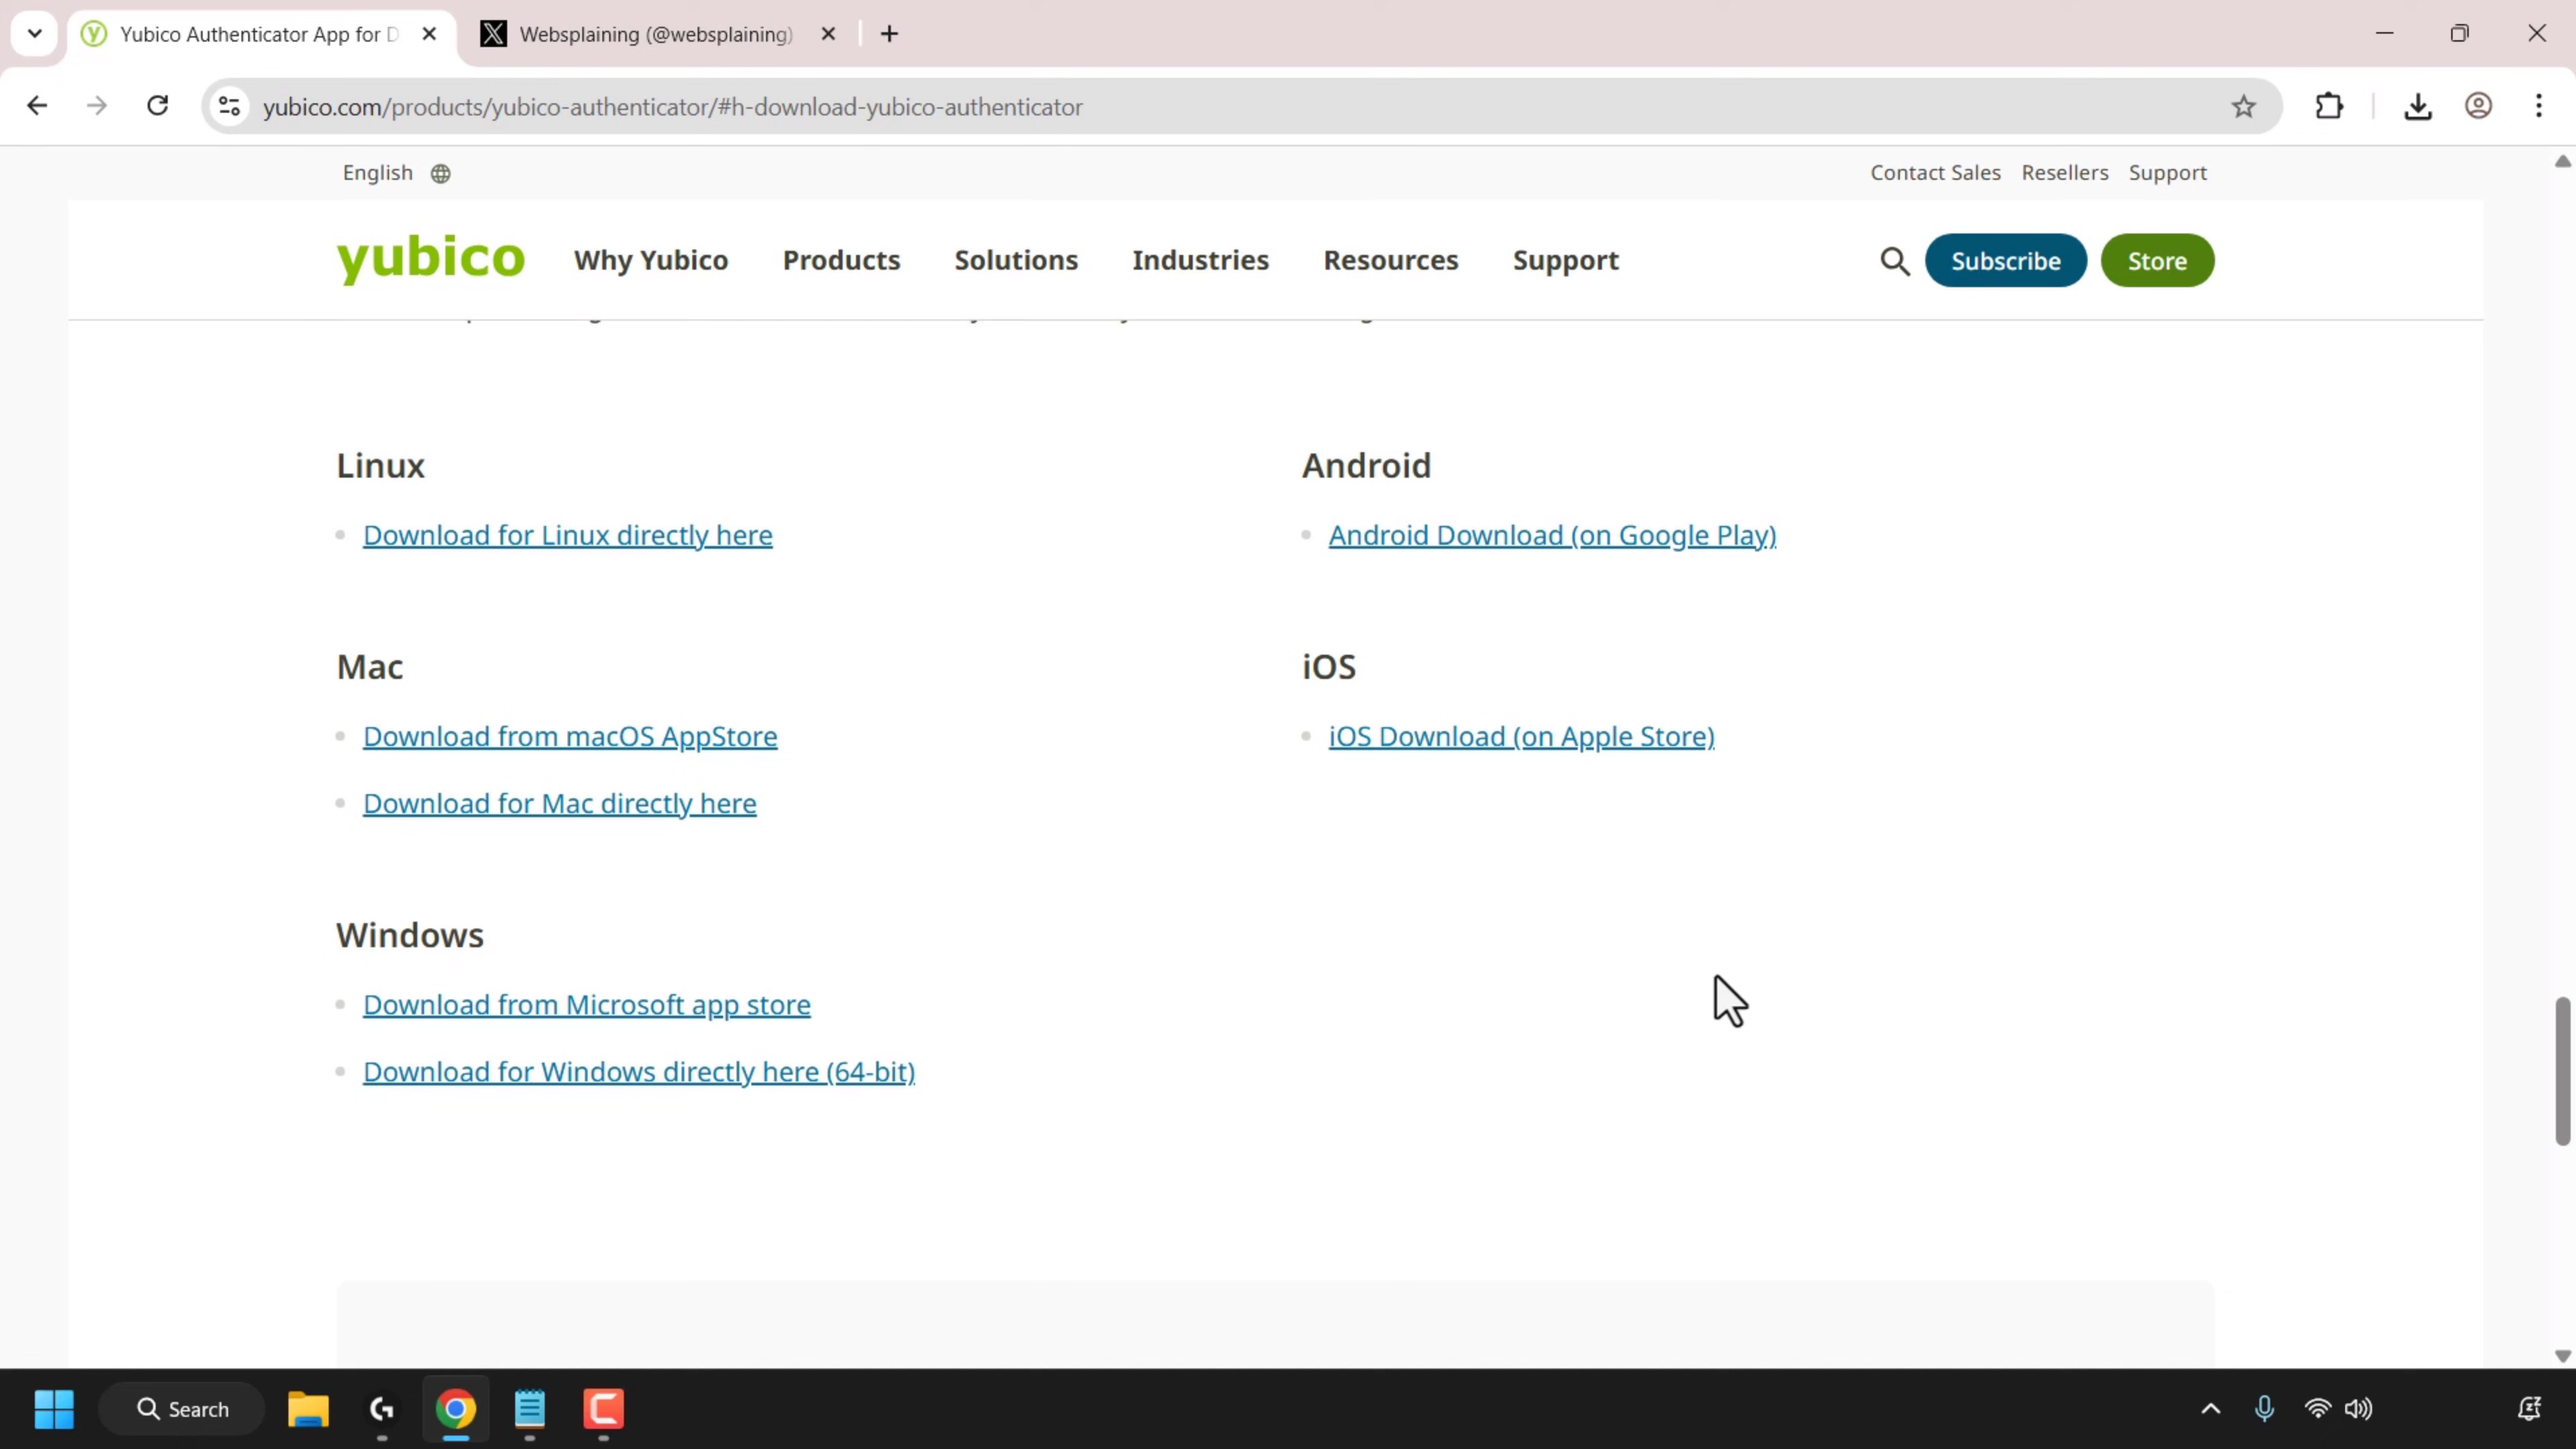 Yubico Authenticator App for D
Websplaining (@websplaining)
yubico.com/products/yubico-authenticator/#h-download-yubico-authenticator
English
Contact Sales Resellers Support
yubico Why Yubico Products Solutions Industries Resources Support Subscribe Store
Linux
Download for Linux directly here
Android
Android Download (on Google Play)
Mac
Download from macOS AppStore
Download for Mac directly here
iOS
iOS Download (on Apple Store)
Windows
Download from Microsoft app store
Download for Windows directly here (64-bit)
Search